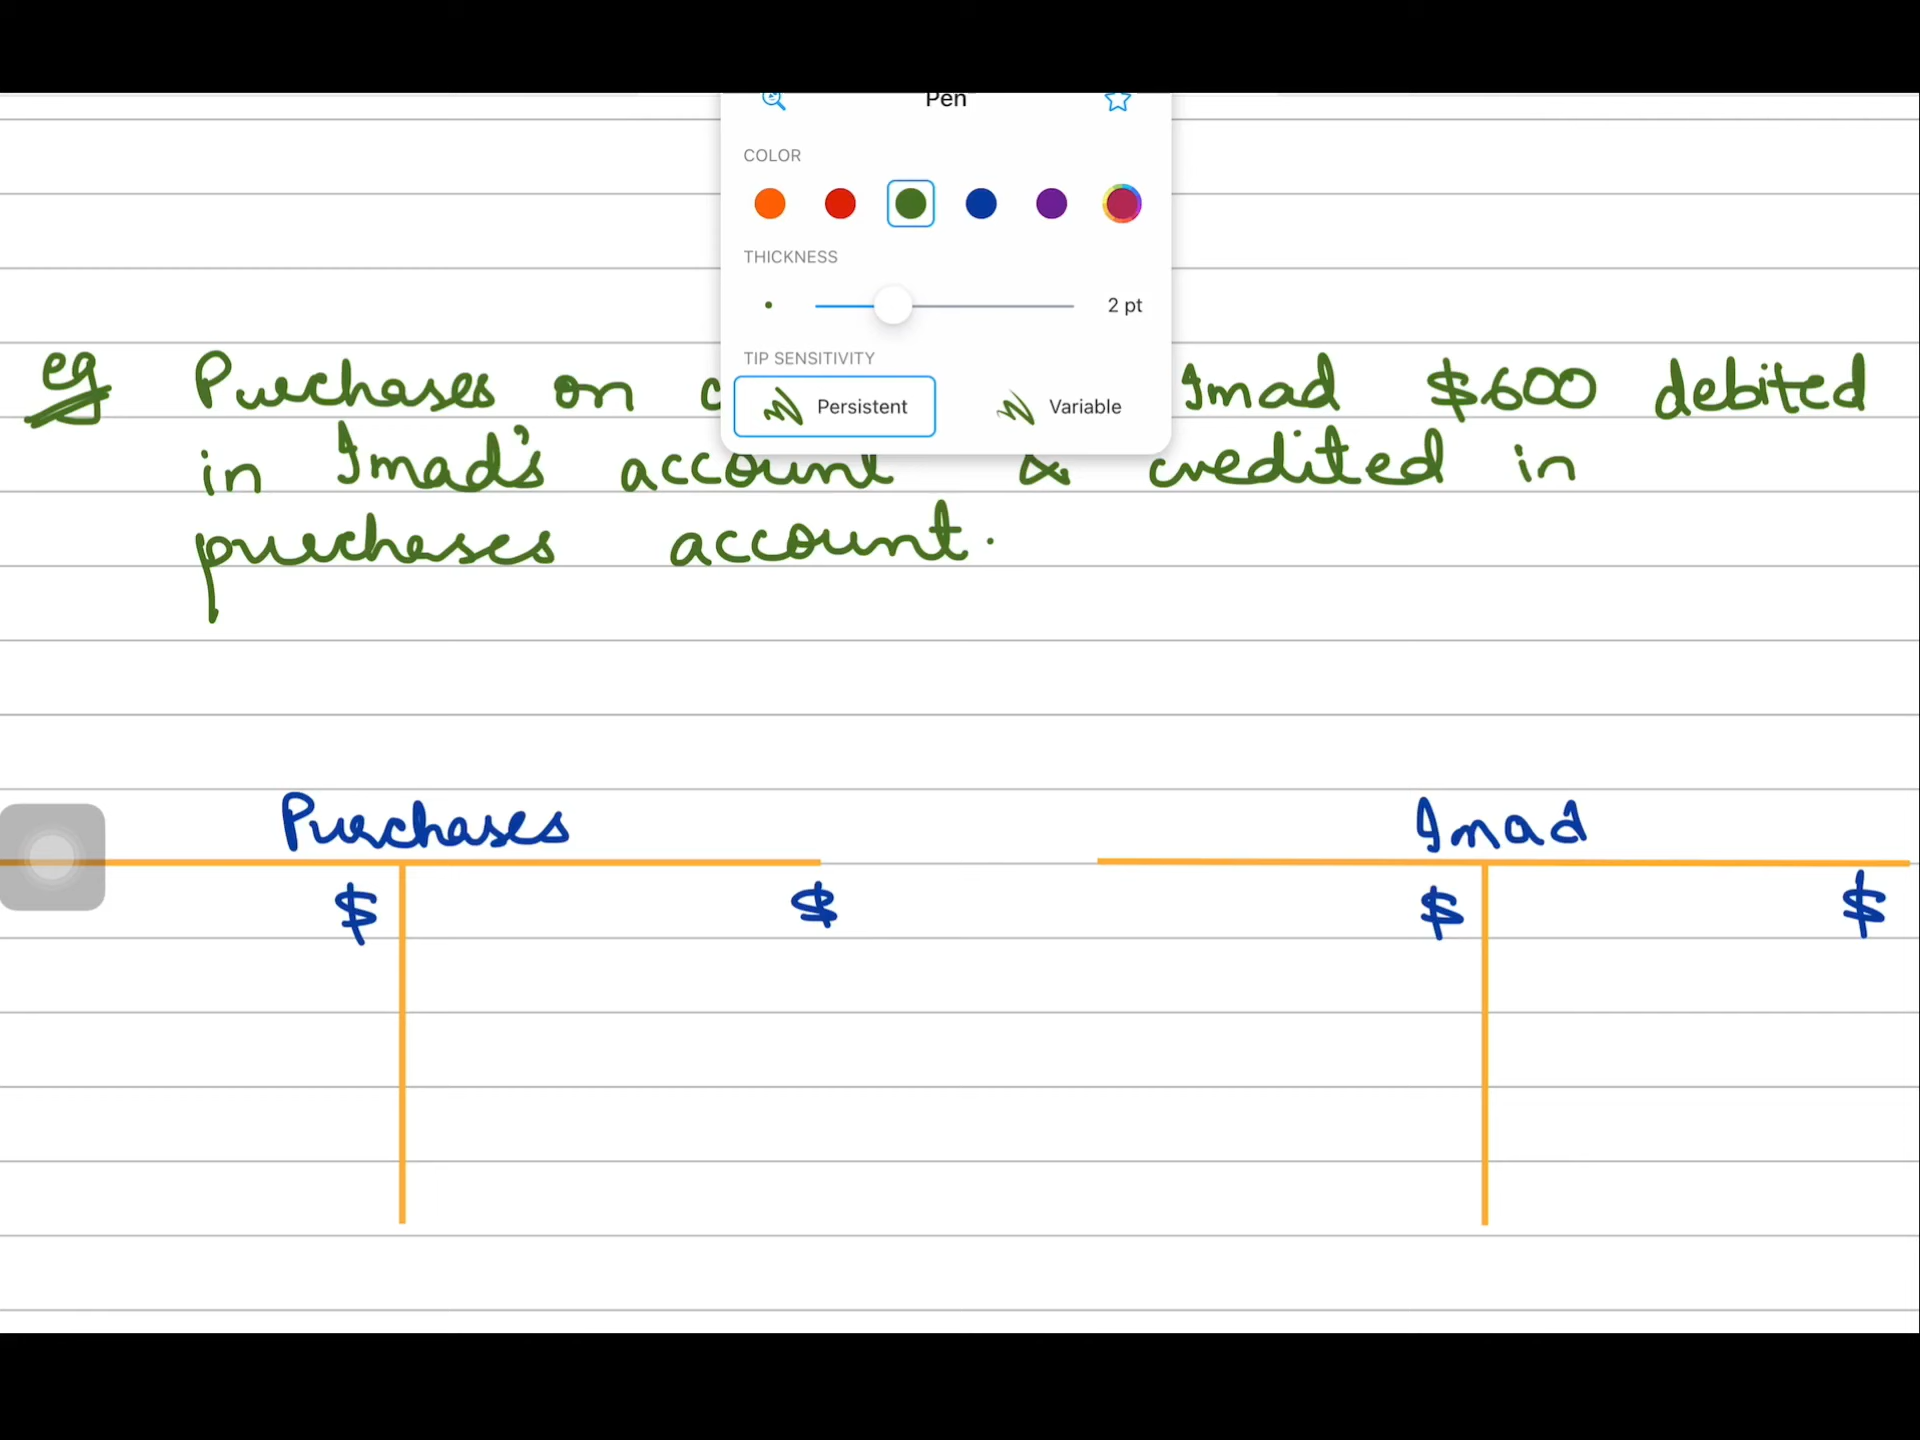 Pen
COLOR
THICKNESS
2 pt
TIP SENSITIVITY
Persistent
Variable
eg Purchases on Imad $600 debited
in Imad's account & credited in
purchases account.
Purchases
Imad
$ $ $ $